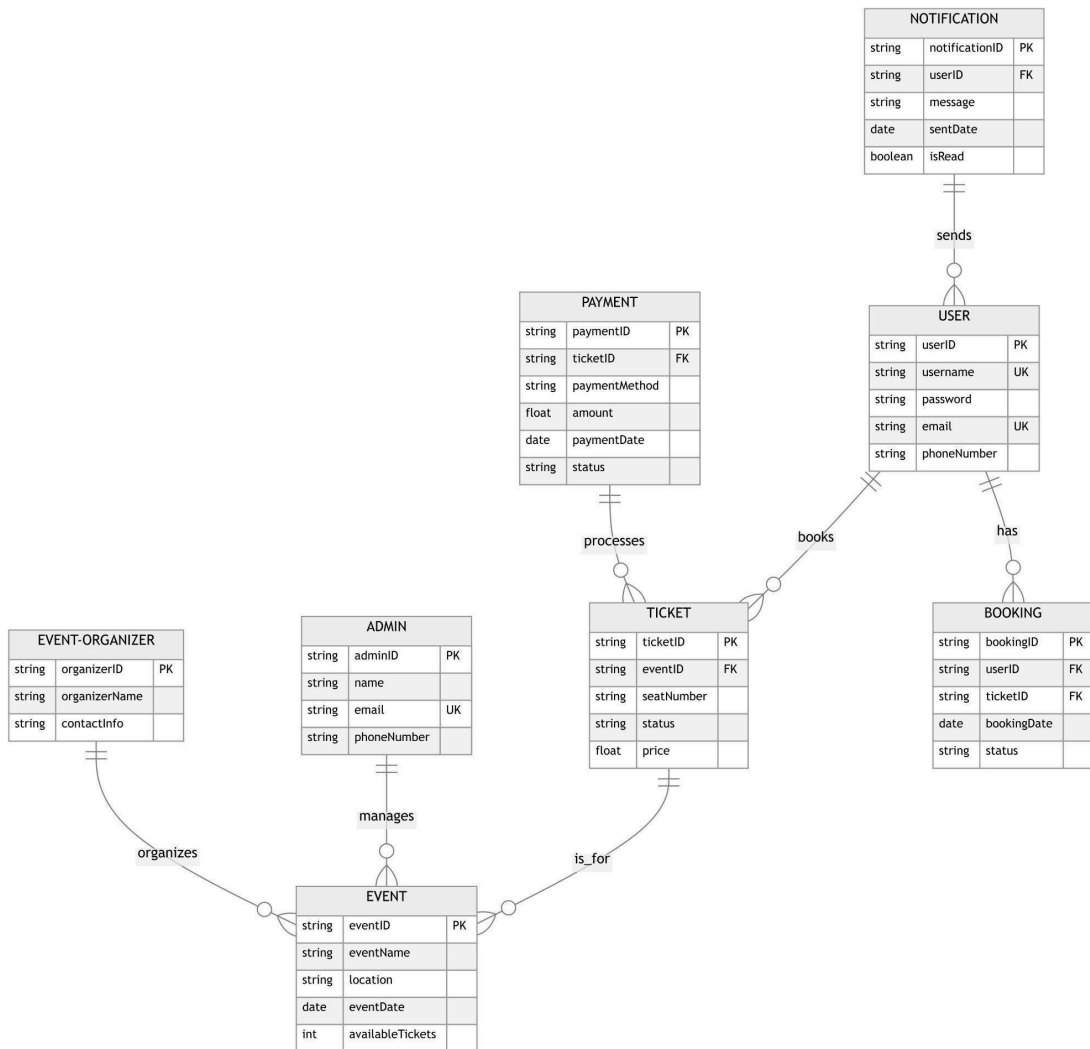 NOTIFICATION
string notificationID PK
string userID FK
string message
date sentDate
boolean isRead
sends
PAYMENT
string paymentID PK
string ticketID FK
string paymentMethod
float amount
date paymentDate
string status
USER
string userID PK
string username UK
string password
string email UK
string phoneNumber
processes
books
has
EVENT-ORGANIZER
string organizerID PK
string organizerName
string contactInfo
ADMIN
string adminID PK
string name
string email UK
string phoneNumber
TICKET
string ticketID PK
string eventID FK
string seatNumber
string status
float price
BOOKING
string bookingID PK
string userID FK
string ticketID FK
date bookingDate
string status
organizes
manages
is_for
EVENT
string eventID PK
string eventName
string location
date eventDate
int availableTickets